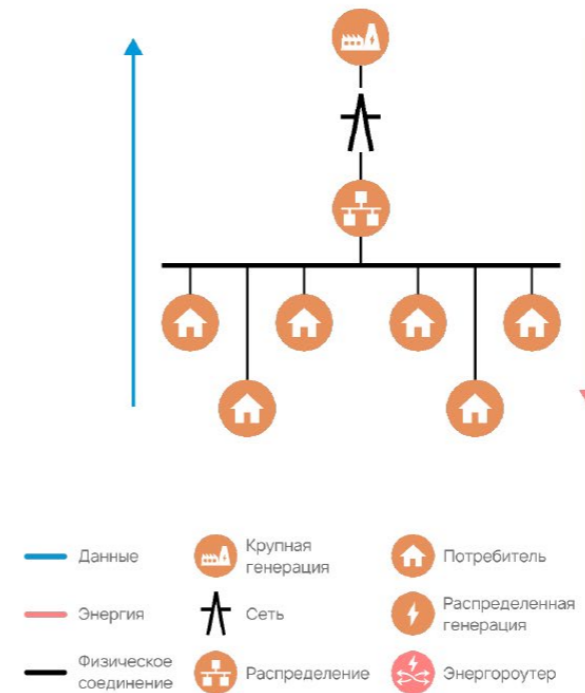 Данные
Крупная
генерация
Потребитель
Энергия
Сеть
Распределенная
генерация
Физическое
соединение
Распределение
Энергороутер